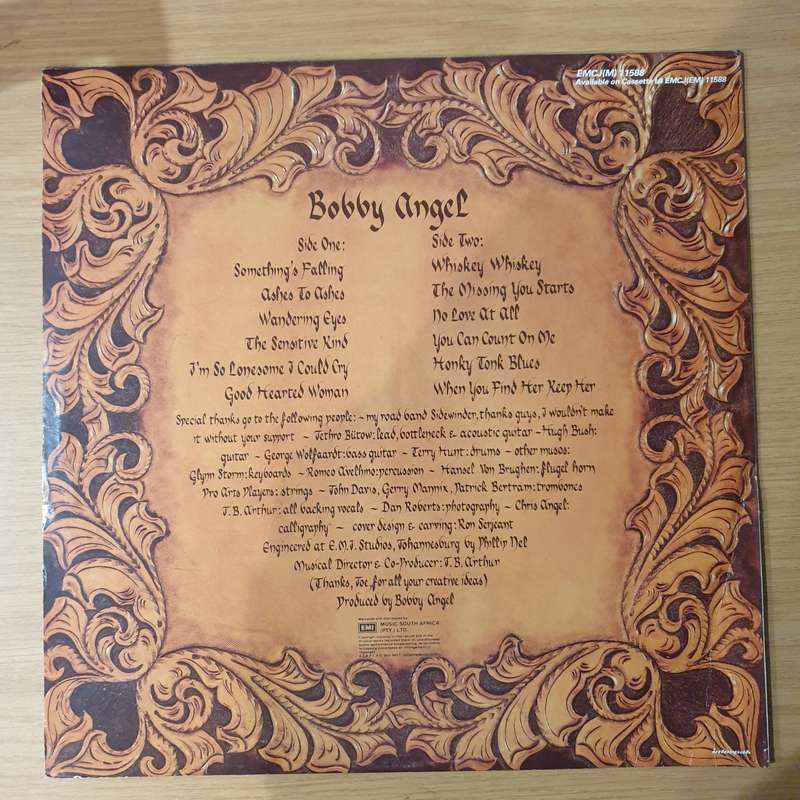 EMCJ(M) 11588
Available on Cassette L4 EMCJ(EM) 11588
Bobby Angel
Side One:
Something's Falling
Ashes To Ashes
Wandering Eyes
The Sensitive Kind
I'm So Lonesome I Could Cry
Good Hearted Woman
Side Two:
Whiskey Whiskey
The Missing You Starts
No Love At All
You Can Count On Me
Honky Tonk Blues
When You Find Her Keep Her
Special thanks go to the following people:~my road band Sidewinder,thanks guys, I wouldn't make
it without your support ~ Jethro Bütow:lead,bottleneck & acoustic guitar~Hugh Bush:
guitar ~ George Wolfaardt:bass guitar ~ Terry Hunt:drums ~ other musos:
Glynn Storm:keyboards ~ Romeo Avelhino:percussion ~ Hansel Von Brughen:flugel horn
Pro Arts Players:strings ~ John Davis, Gerry Mannix, Patrick Bertram:trombones
J.B.Arthur:all backing vocals ~ Dan Roberts:photography ~ Chris Angel:
calligraphy ~ cover design & carving:Ron Serjeant
Engineered at E.M.I. Studios, Johannesburg by Phillip Nel
Musical Director & Co-Producer:J.B.Arthur
(Thanks, Joe,for all your creative ideas)
Produced by Bobby Angel
EMI
MUSIC SOUTH AFRICA
(PTY.) LTD.